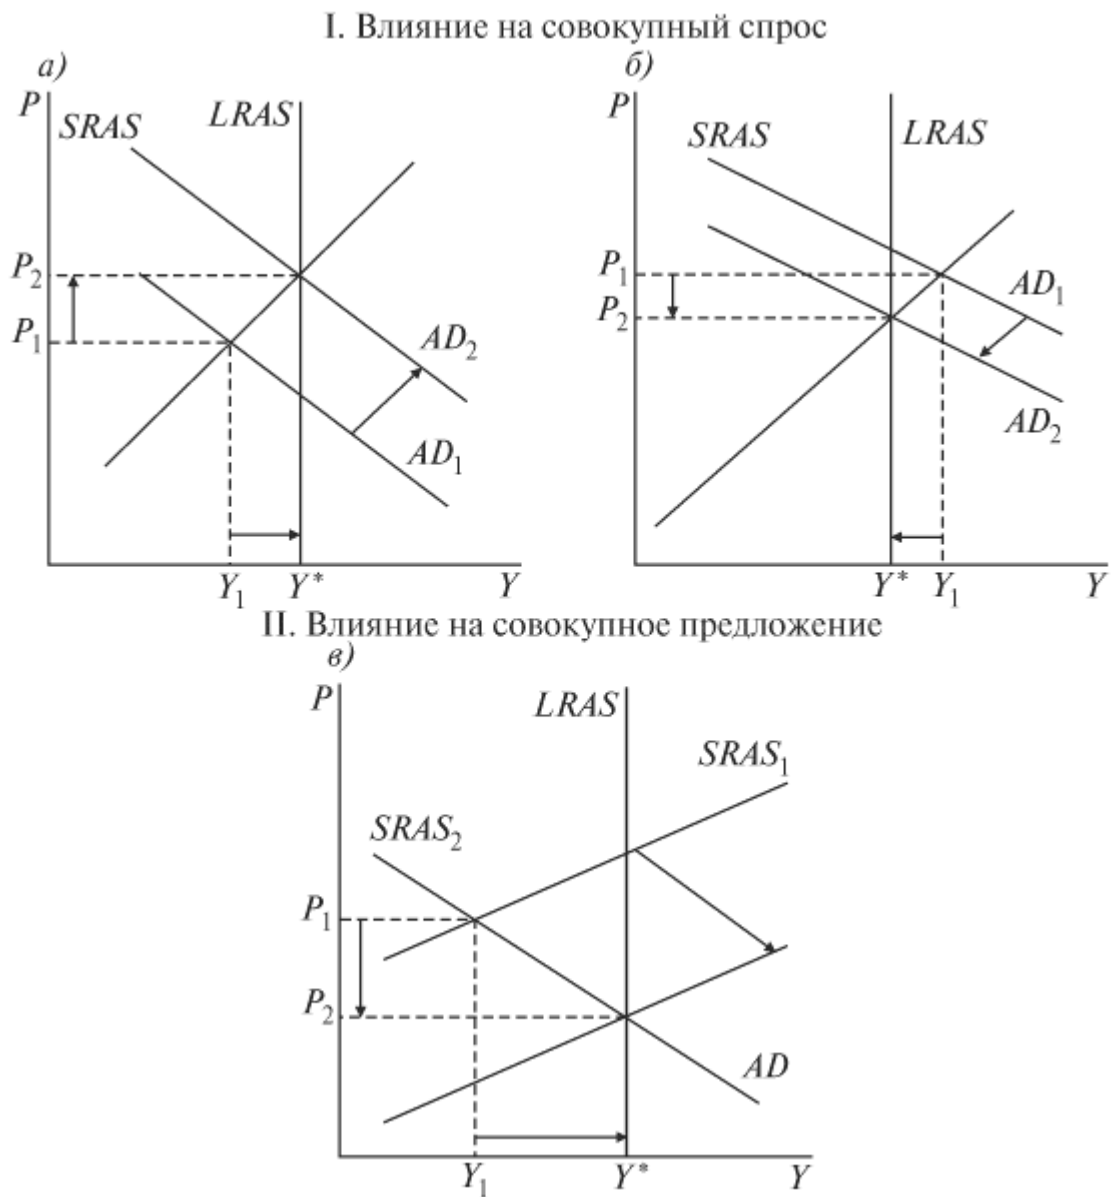 I. Влияние на совокупный спрос
а)
P
SRAS
LRAS
P₂
P₁
AD₂
AD₁
Y₁
Y*
Y
б)
P
SRAS
LRAS
P₁
P₂
AD₁
AD₂
Y*
Y₁
Y
II. Влияние на совокупное предложение
в)
P
LRAS
SRAS₁
SRAS₂
P₁
P₂
AD
Y₁
Y*
Y